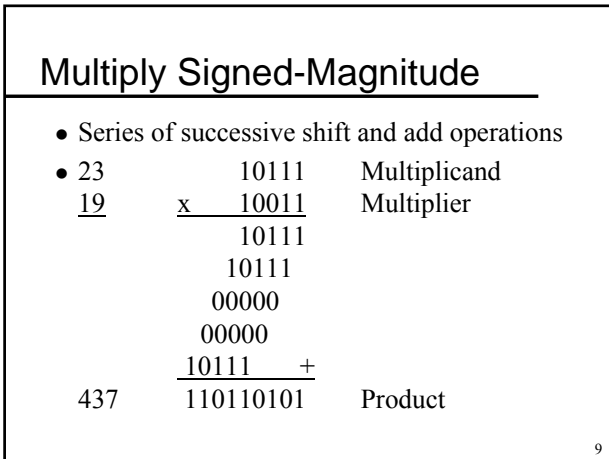 Multiply Signed-Magnitude
• Series of successive shift and add operations
• 23 10111 Multiplicand
19 x 10011 Multiplier
10111
10111
00000
00000
10111 +
437 110110101 Product
9